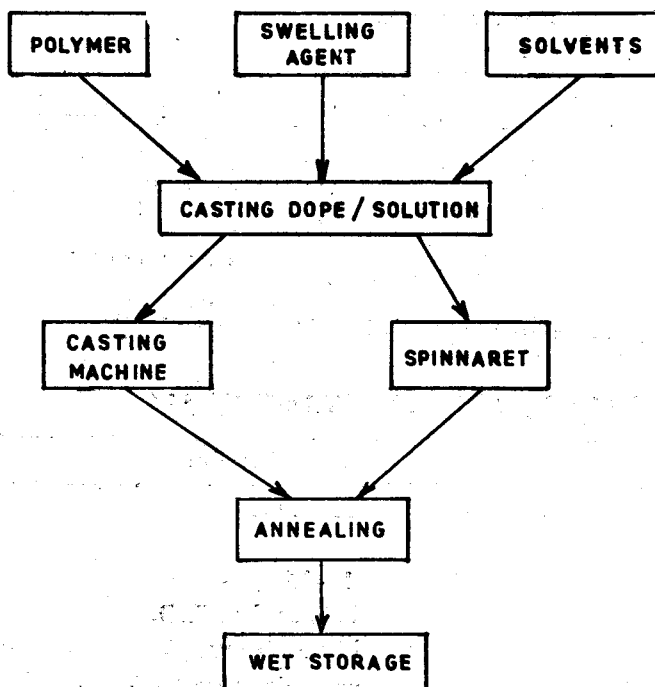 POLYMER
SWELLING
AGENT
SOLVENTS
CASTING DOPE / SOLUTION
CASTING
MACHINE
SPINNARET
ANNEALING
WET STORAGE